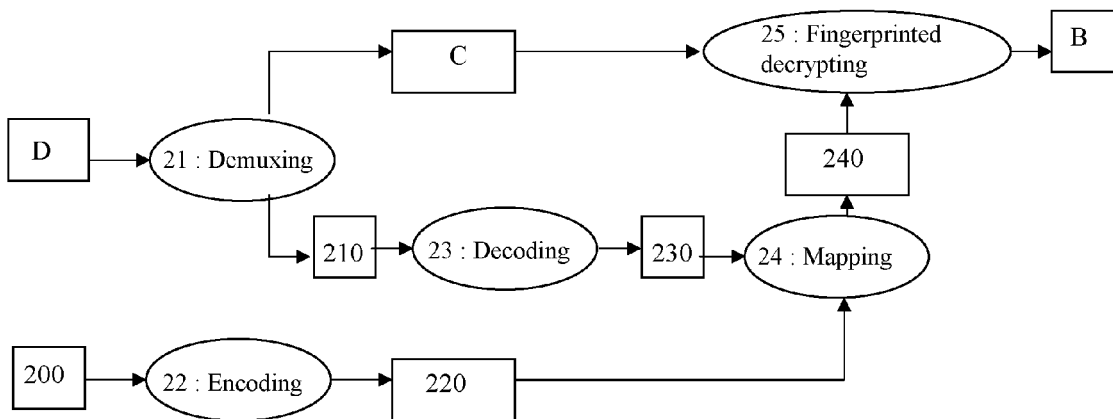 C
25 : Fingerprinted
decrypting
B
D
21 : Demuxing
240
210
23 : Decoding
230
24 : Mapping
200
22 : Encoding
220